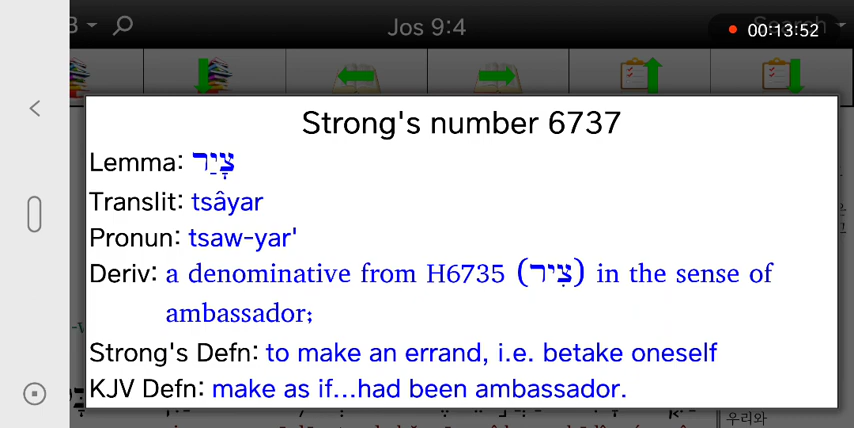 Jos 9:4
00:13:52
Strong's number 6737
Lemma: צָיַר
Translit: tsâyar
Pronun: tsaw-yar'
Deriv: a denominative from H6735 (צִיר) in the sense of
ambassador;
Strong's Defn: to make an errand, i.e. betake oneself
KJV Defn: make as if...had been ambassador.
우리와